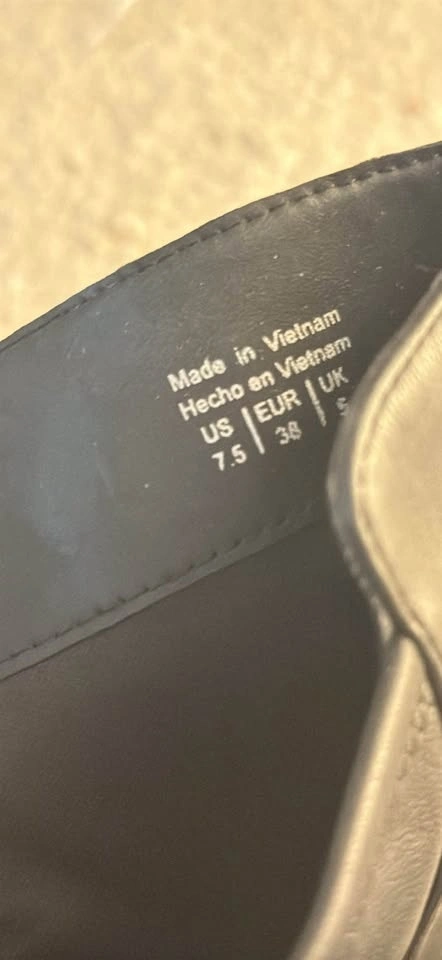 Made in Vietnam
Hecho en Vietnam
US | EUR | UK
7.5 | 38 |